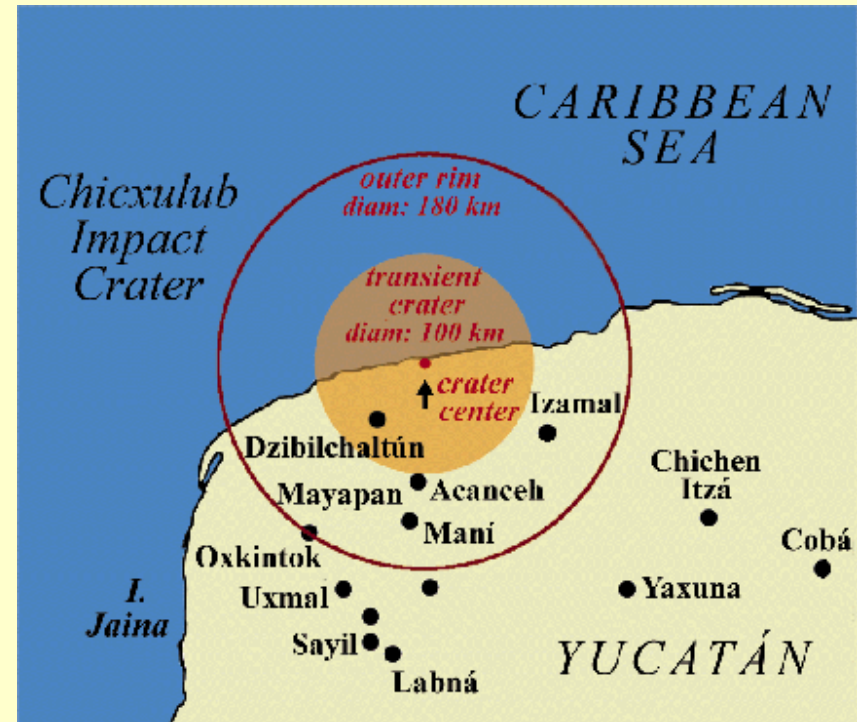 CARIBBEAN
SEA
Chicxulub
Impact
Crater
outer rim
diam: 180 km
transient
crater
diam: 100 km
crater
center
Izamal
Dzibilchaltún
Chichen
Itzá
Mayapan
Acanceh
Maní
Oxkintok
Cobá
I.
Jaina
Uxmal
Yaxuna
Sayil
Labná
YUCATÁN